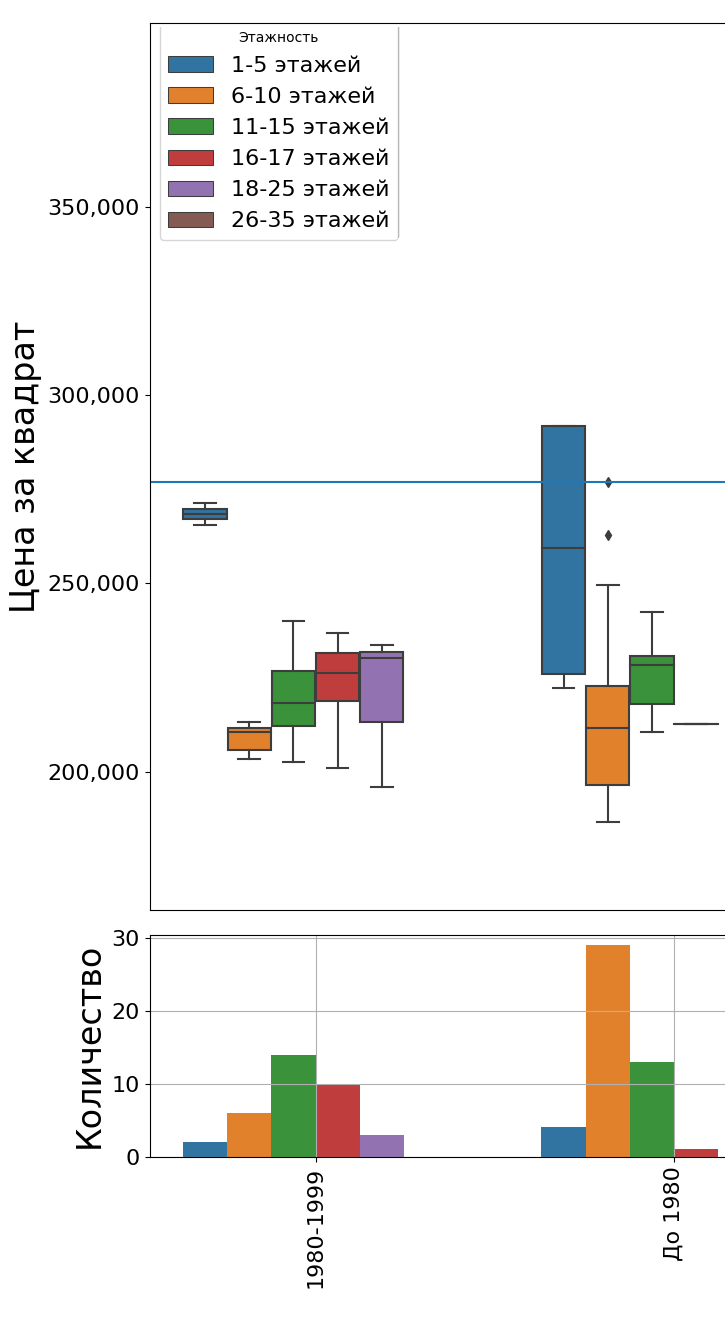 Этажность
1-5 этажей
6-10 этажей
11-15 этажей
16-17 этажей
18-25 этажей
26-35 этажей
Цена за квадрат
350,000
300,000
250,000
200,000
Количество
30
20
10
0
1980-1999
До 1980